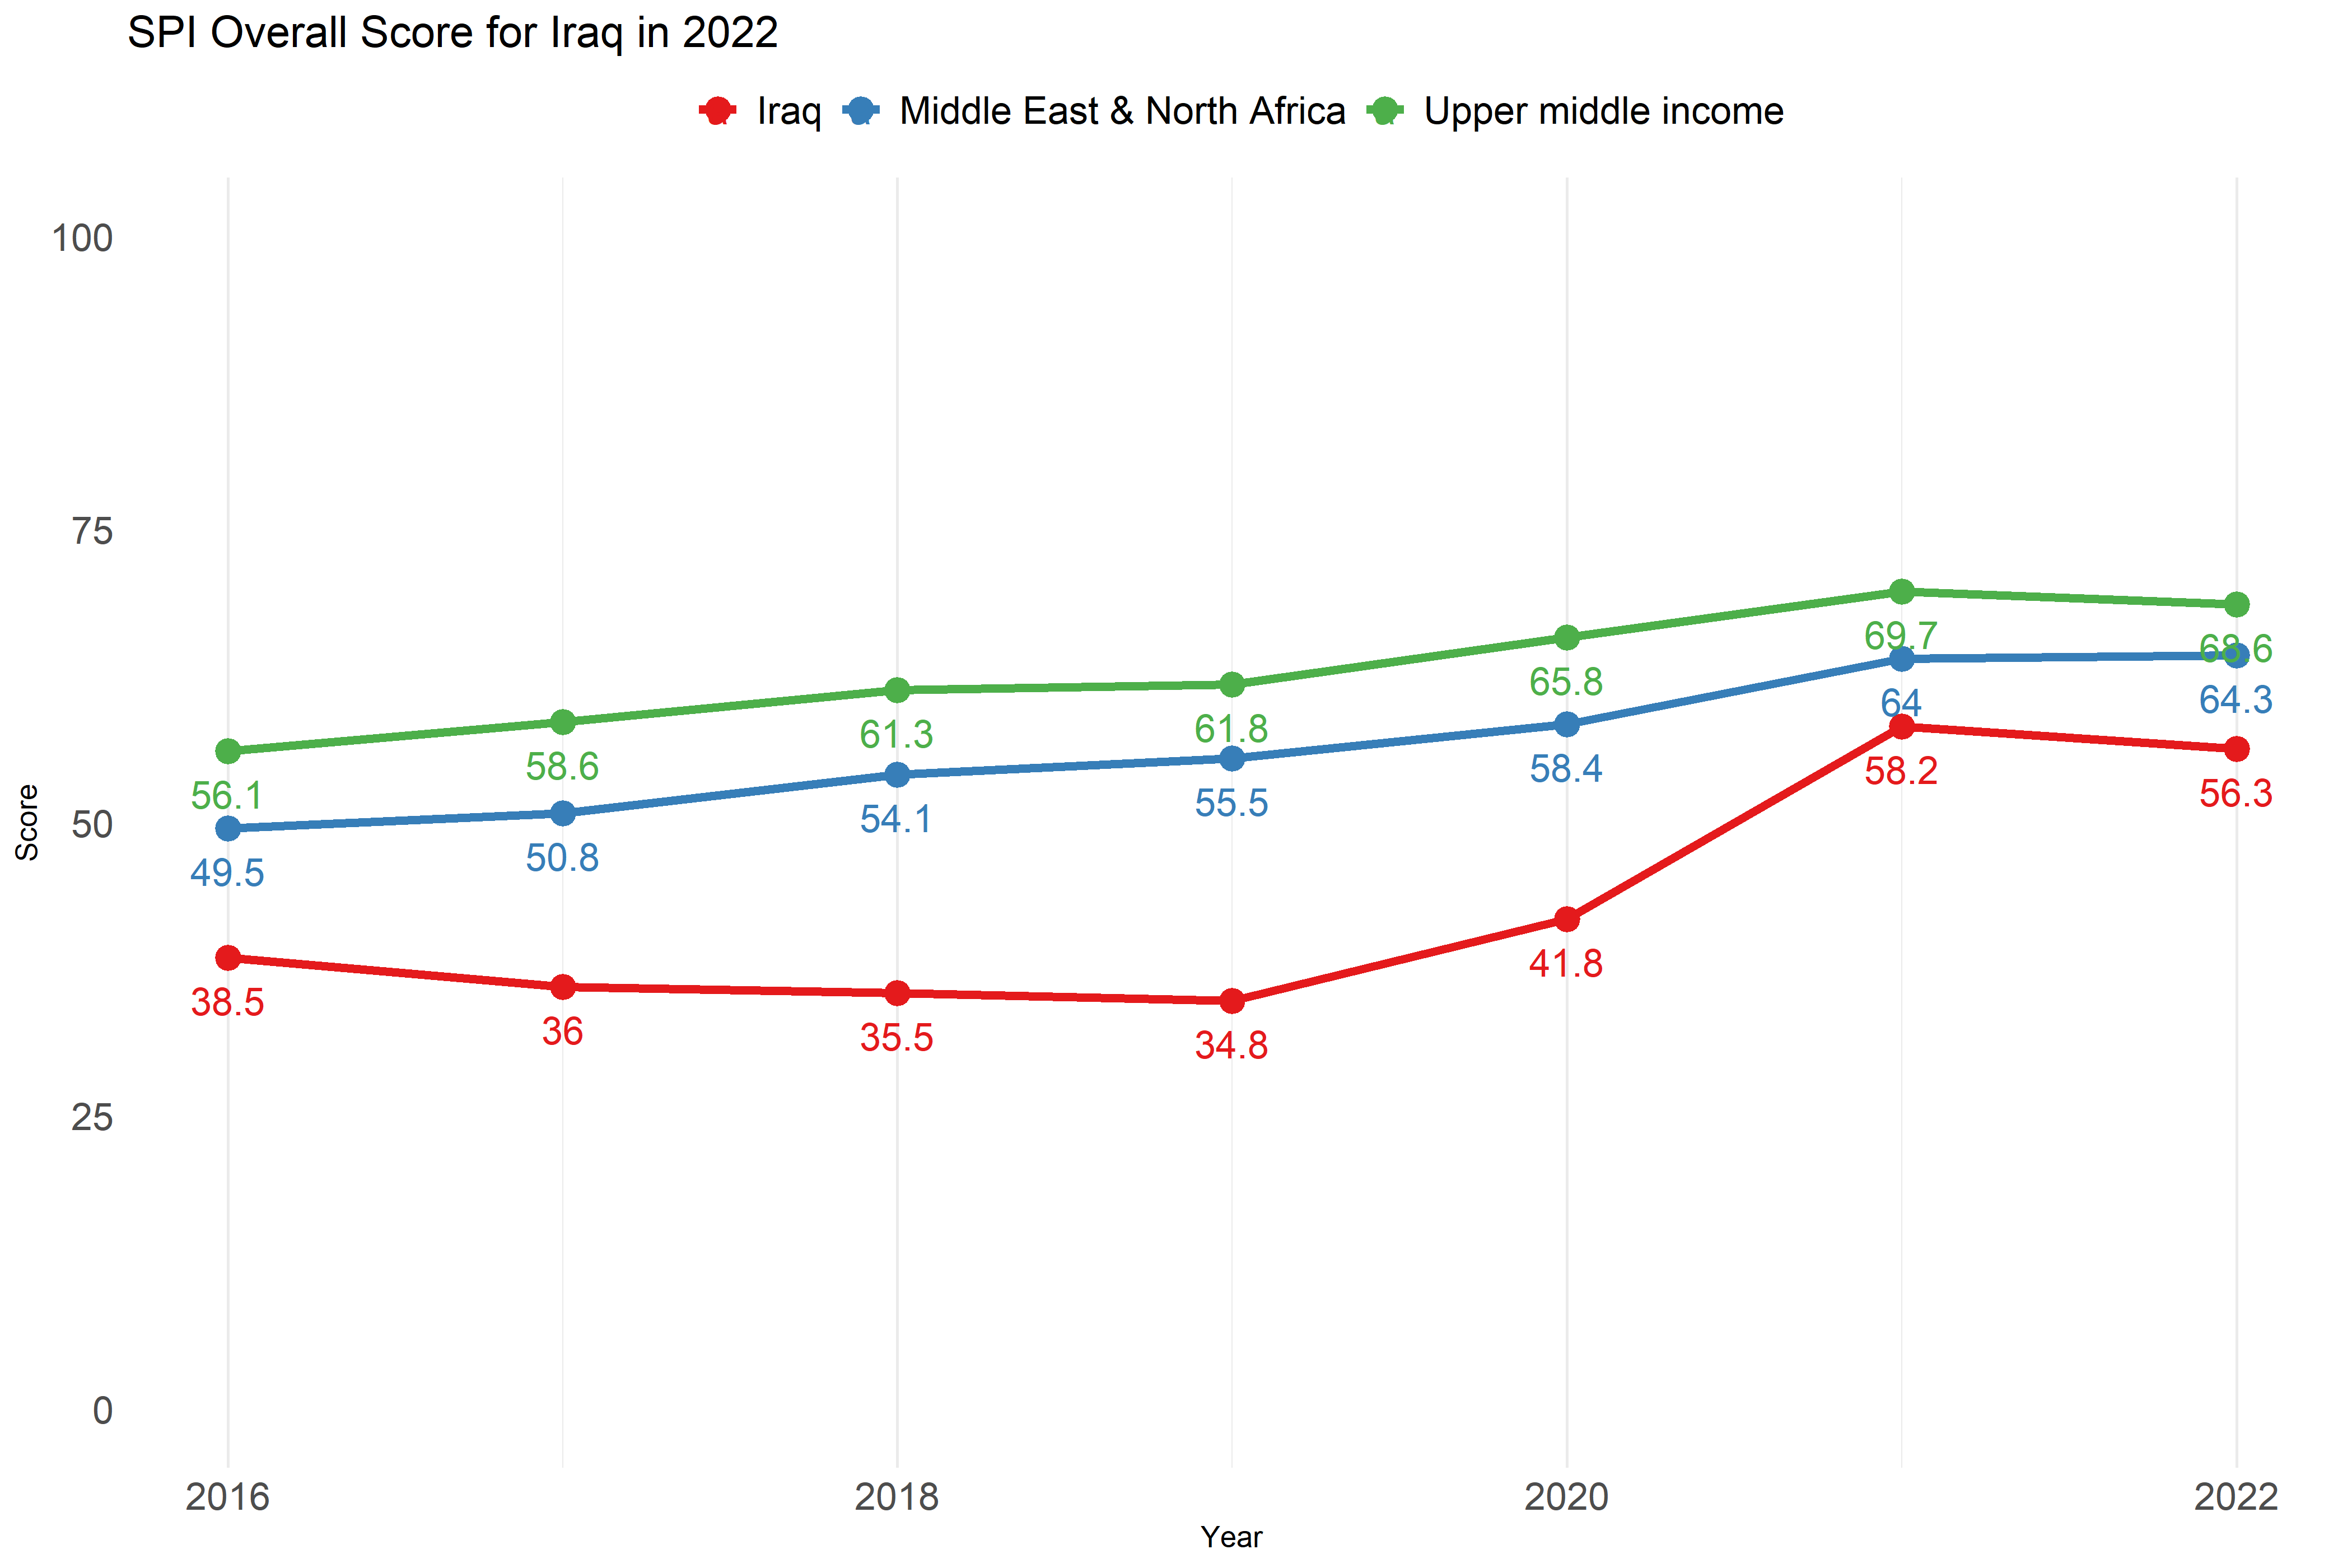 SPI Overall Score for Iraq in 2022
Iraq Middle East & North Africa Upper middle income
100
75
50
25
0
Score
56.1 58.6 61.3 61.8 65.8 69.7 68.6
49.5 50.8 54.1 55.5 58.4 64 64.3
38.5 36 35.5 34.8 41.8 58.2 56.3
2016 2018 2020 2022
Year